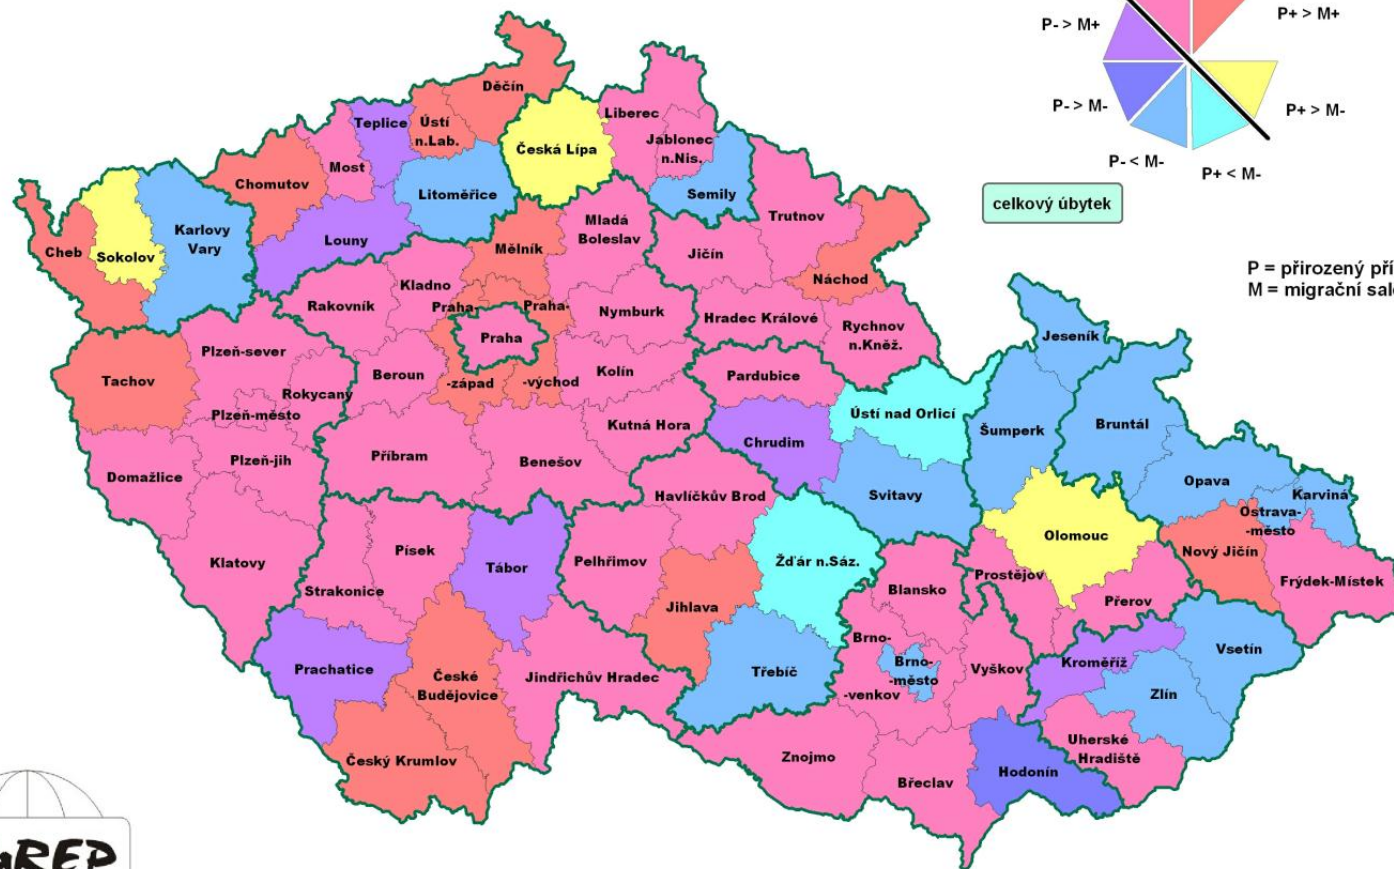 P- > M+
P+ > M+
P- > M-
P+ > M-
P- < M-
P+ < M-
celkový úbytek
P = přirozený pří
M = migrační sal
Děčín
Teplice
Ústí
n.Lab.
Česká Lípa
Liberec
Jablonec
n.Nis.
Most
Chomutov
Litoměřice
Semily
Trutnov
Karlovy
Vary
Cheb
Sokolov
Louny
Mělník
Mladá
Boleslav
Jičín
Náchod
Kladno
Rakovník
Praha-
Praha-
Praha
-západ
-východ
Nymburk
Hradec Králové
Rychnov
n.Kněž.
Jeseník
Plzeň-sever
Tachov
Rokycany
Plzeň-město
Beroun
Kolín
Pardubice
Ústí nad Orlicí
Šumperk
Bruntál
Kutná Hora
Chrudim
Domažlice
Plzeň-jih
Příbram
Benešov
Havlíčkův Brod
Svitavy
Opava
Karviná
Ostrava-
-město
Olomouc
Nový Jičín
Frýdek-Místek
Klatovy
Strakonice
Písek
Tábor
Pelhřimov
Jihlava
Žďár n.Sáz.
Blansko
Prostějov
Přerov
Brno-
-venkov
Brno-
-město
Vyškov
Kroměříž
Vsetín
Zlín
Prachatice
České
Budějovice
Jindřichův Hradec
Třebíč
Uherské
Hradiště
Český Krumlov
Znojmo
Břeclav
Hodonín
REP